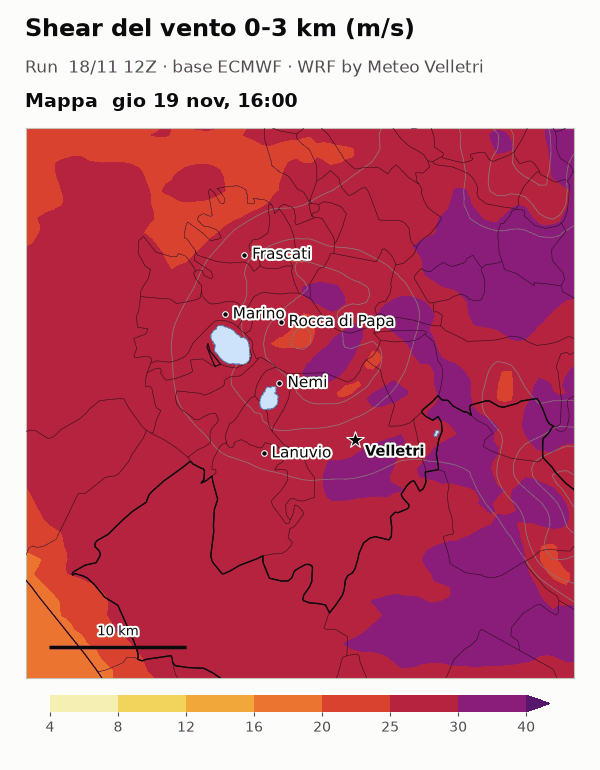 Shear del vento 0-3 km (m/s)
Run  18/11 12Z · base ECMWF · WRF by Meteo Velletri
Mappa  gio 19 nov, 16:00
Frascati
Marino
Rocca di Papa
Nemi
Velletri
Lanuvio
10 km
4 8 12 16 20 25 30 40